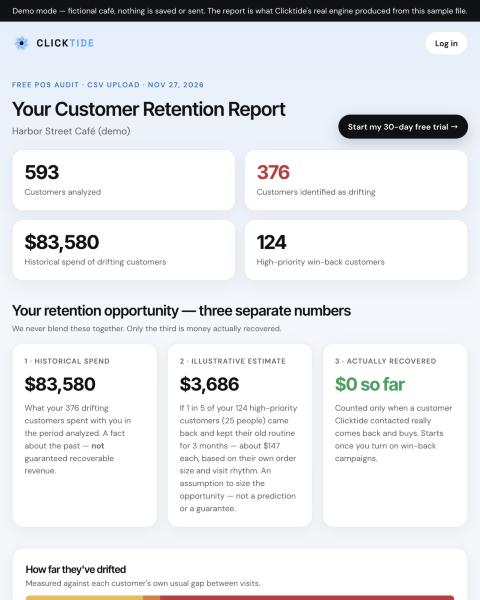 Demo mode — fictional café, nothing is saved or sent. The report is what Clicktide's real engine produced from this sample file.
CLICKTIDE
Log in
FREE POS AUDIT · CSV UPLOAD · NOV 27, 2026
Your Customer Retention Report
Harbor Street Café (demo)
Start my 30-day free trial →
593
Customers analyzed
376
Customers identified as drifting
$83,580
Historical spend of drifting customers
124
High-priority win-back customers
Your retention opportunity — three separate numbers
We never blend these together. Only the third is money actually recovered.
1 · HISTORICAL SPEND
$83,580
What your 376 drifting
customers spent with you in
the period analyzed. A fact
about the past — not
guaranteed recoverable
revenue.
2 · ILLUSTRATIVE ESTIMATE
$3,686
If 1 in 5 of your 124 high-priority
customers (25 people) came
back and kept their old routine
for 3 months — about $147
each, based on their own order
size and visit rhythm. An
assumption to size the
opportunity — not a prediction
or a guarantee.
3 · ACTUALLY RECOVERED
$0 so far
Counted only when a customer
Clicktide contacted really
comes back and buys. Starts
once you turn on win-back
campaigns.
How far they've drifted
Measured against each customer's own usual gap between visits.